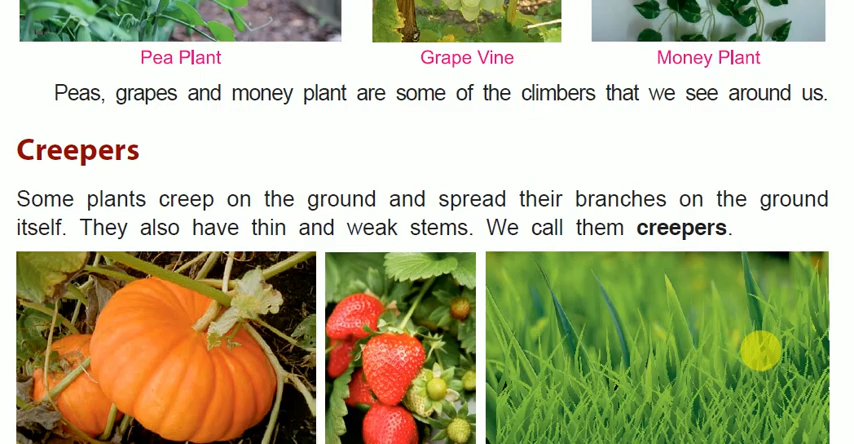 Pea Plant Grape Vine Money Plant
Peas, grapes and money plant are some of the climbers that we see around us.
Creepers
Some plants creep on the ground and spread their branches on the ground
itself. They also have thin and weak stems. We call them creepers.